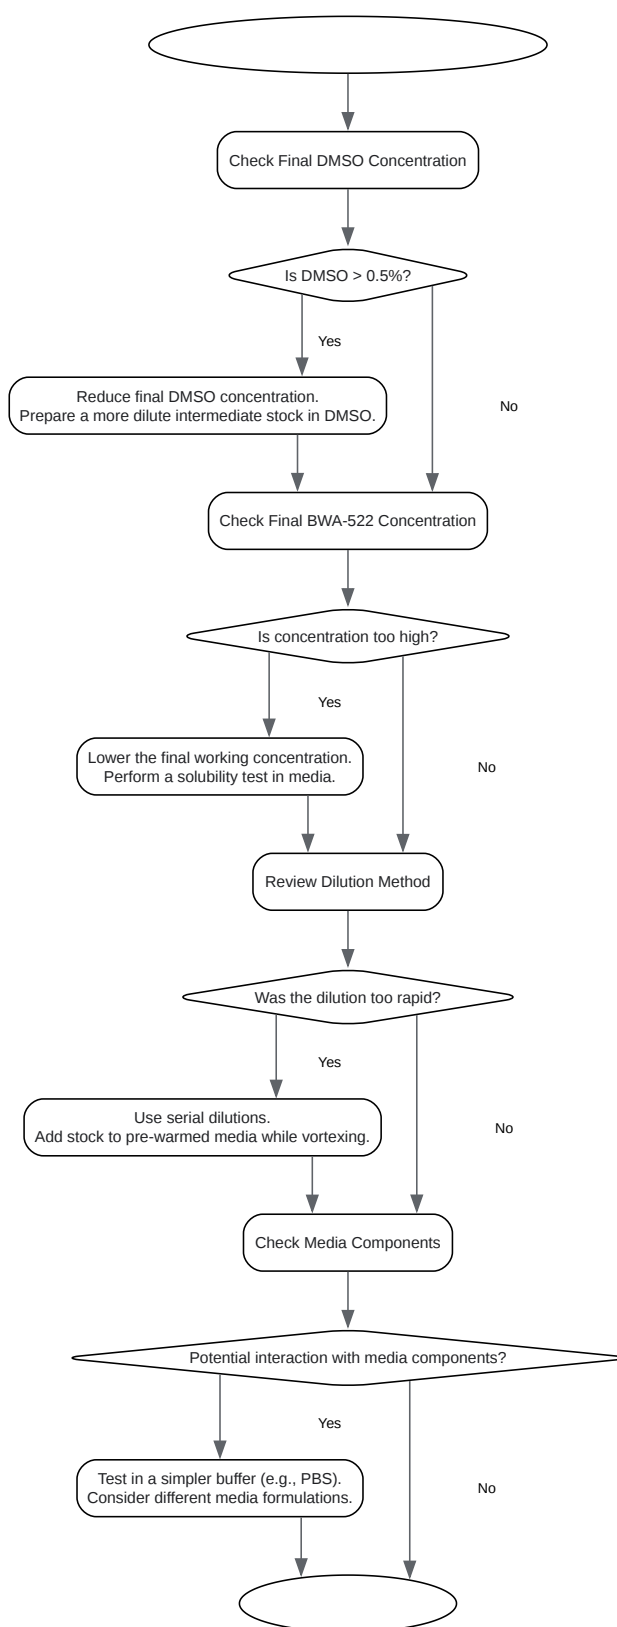 Check Final DMSO Concentration
Is DMSO > 0.5%?
Yes
Reduce final DMSO concentration.
Prepare a more dilute intermediate stock in DMSO.
No
Check Final BWA-522 Concentration
Is concentration too high?
Yes
Lower the final working concentration.
Perform a solubility test in media.
No
Review Dilution Method
Was the dilution too rapid?
Yes
Use serial dilutions.
Add stock to pre-warmed media while vortexing.
No
Check Media Components
Potential interaction with media components?
Yes
Test in a simpler buffer (e.g., PBS).
Consider different media formulations.
No